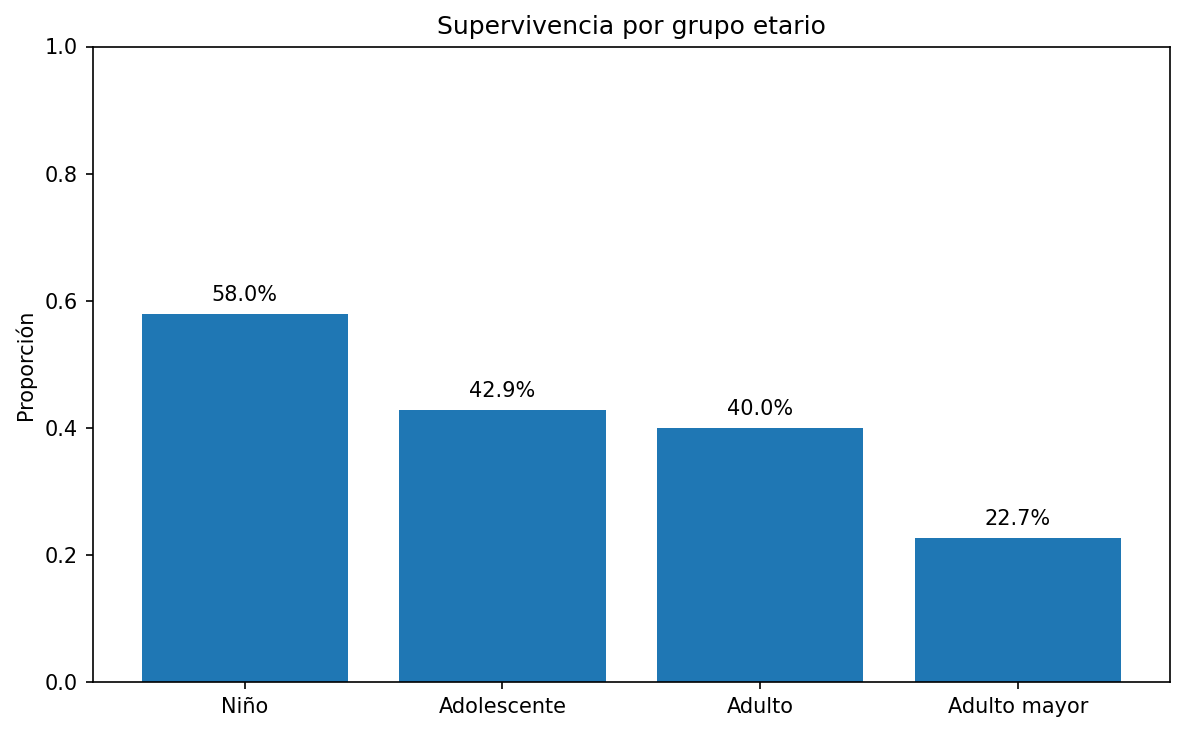 Supervivencia por grupo etario
Proporción
1.0
0.8
0.6
0.4
0.2
0.0
58.0%
42.9%
40.0%
22.7%
Niño
Adolescente
Adulto
Adulto mayor